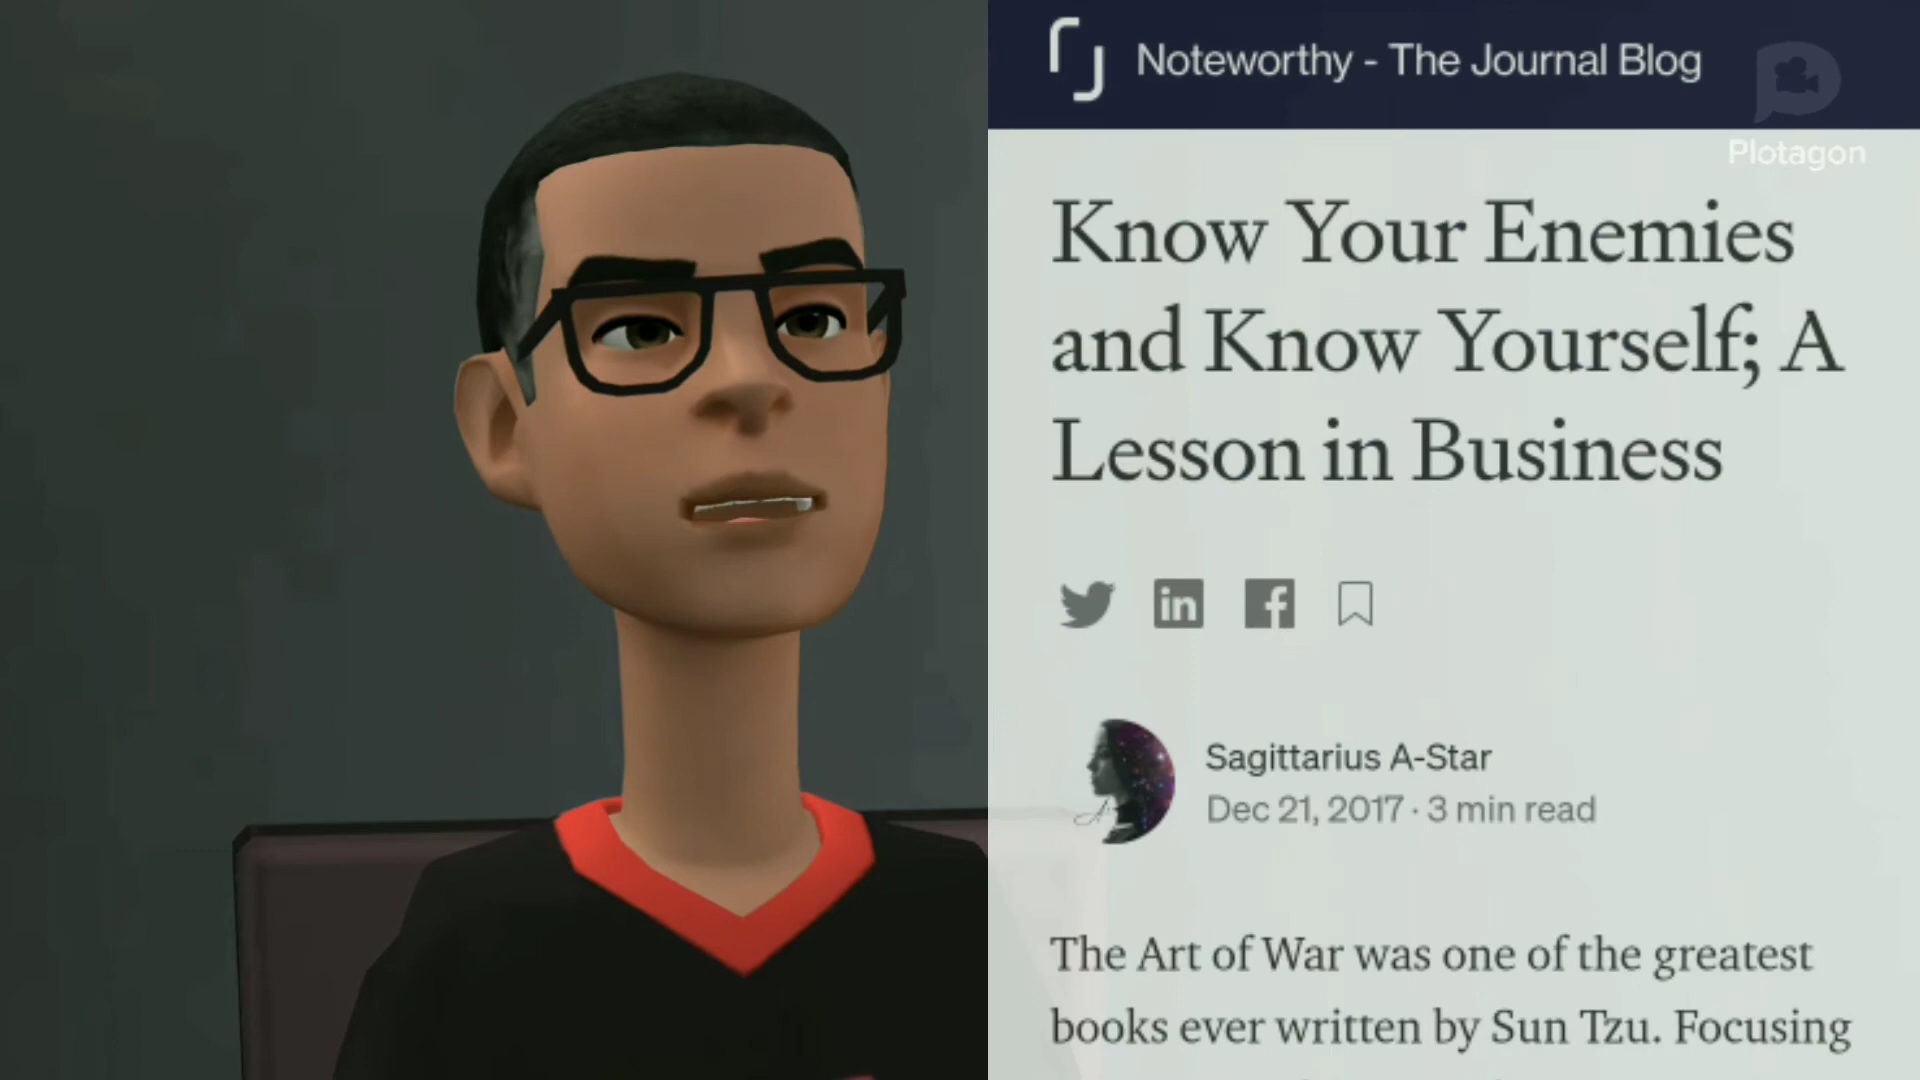 Noteworthy - The Journal Blog
Plotagon
Know Your Enemies
and Know Yourself; A
Lesson in Business
Sagittarius A-Star
Dec 21, 2017 · 3 min read
The Art of War was one of the greatest
books ever written by Sun Tzu. Focusing